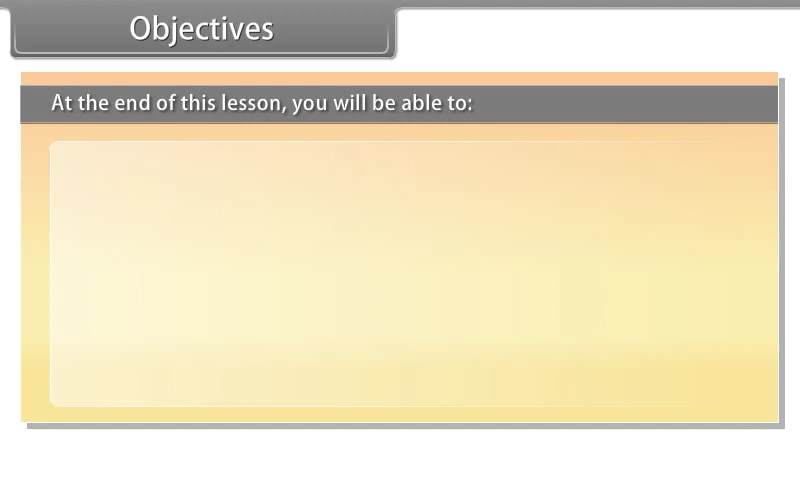 Objectives
At the end of this lesson, you will be able to: